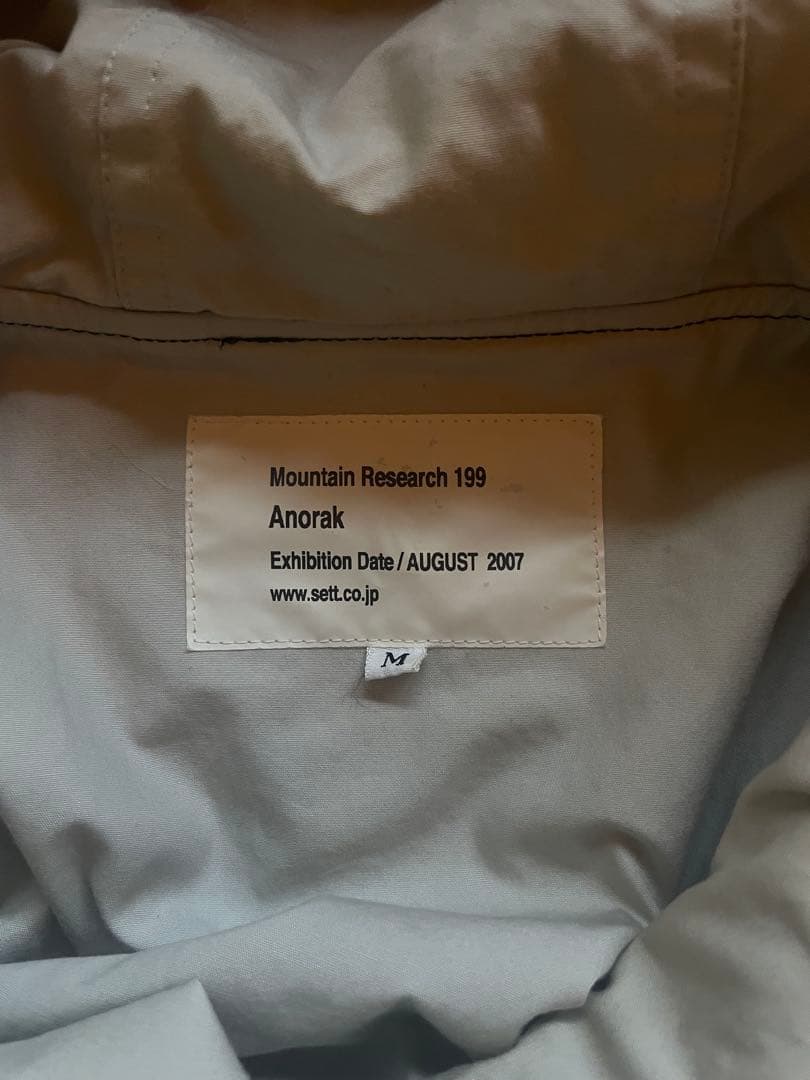 Mountain Research 199
Anorak
Exhibition Date / AUGUST 2007
www.sett.co.jp
M